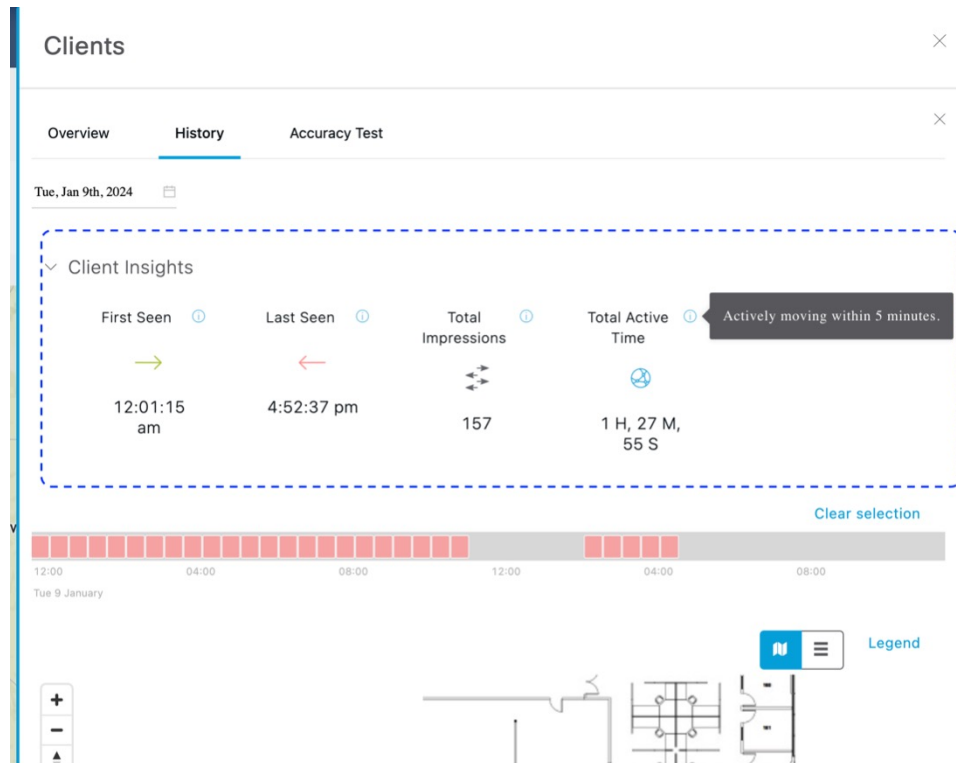 Clients
Overview History Accuracy Test
Tue, Jan 9th, 2024
Client Insights
First Seen Last Seen Total Impressions Total Active Time Actively moving within 5 minutes.
12:01:15 am 4:52:37 pm 157 1 H, 27 M, 55 S
Clear selection
12:00 04:00 08:00 12:00 04:00 08:00
Tue 9 January
Legend